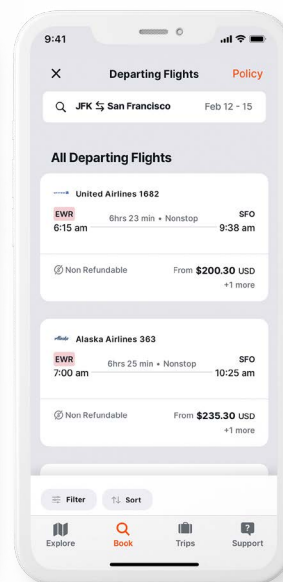 9:41
Departing Flights Policy
JFK ⇆ San Francisco Feb 12 - 15
All Departing Flights
United Airlines 1682
EWR 6hrs 23 min • Nonstop SFO
6:15 am 9:38 am
Non Refundable From $200.30 USD
+1 more
Alaska Airlines 363
EWR 6hrs 25 min • Nonstop SFO
7:00 am 10:25 am
Non Refundable From $235.30 USD
+1 more
Filter Sort
Explore Book Trips Support